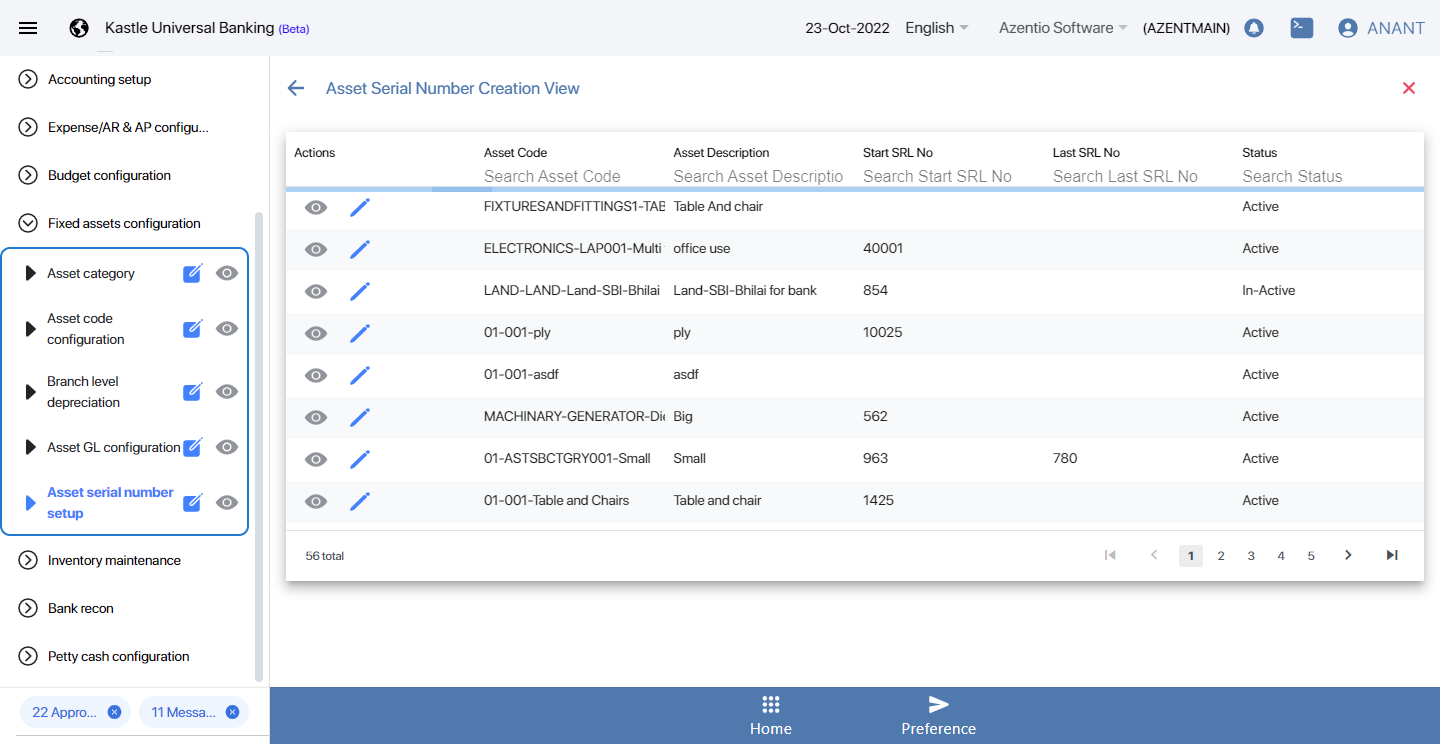 Kastle Universal Banking (Beta)
23-Oct-2022 English Azentio Software (AZENTMAIN) ANANT
Accounting setup
Expense/AR & AP configu...
Budget configuration
Fixed assets configuration
Asset category
Asset code
configuration
Branch level
depreciation
Asset GL configuration
Asset serial number
setup
Inventory maintenance
Bank recon
Petty cash configuration
22 Appro... 11 Messa...
Asset Serial Number Creation View
Actions Asset Code Asset Description Start SRL No Last SRL No Status
Search Asset Code Search Asset Descriptio Search Start SRL No Search Last SRL No Search Status
FIXTURESANDFITTINGS1-TAB Table And chair Active
ELECTRONICS-LAP001-Multi office use 40001 Active
LAND-LAND-Land-SBI-Bhilai Land-SBI-Bhilai for bank 854 In-Active
01-001-ply ply 10025 Active
01-001-asdf asdf Active
MACHINARY-GENERATOR-Die Big 562 Active
01-ASTSBCTGRY001-Small Small 963 780 Active
01-001-Table and Chairs Table and chair 1425 Active
56 total 1 2 3 4 5
Home Preference